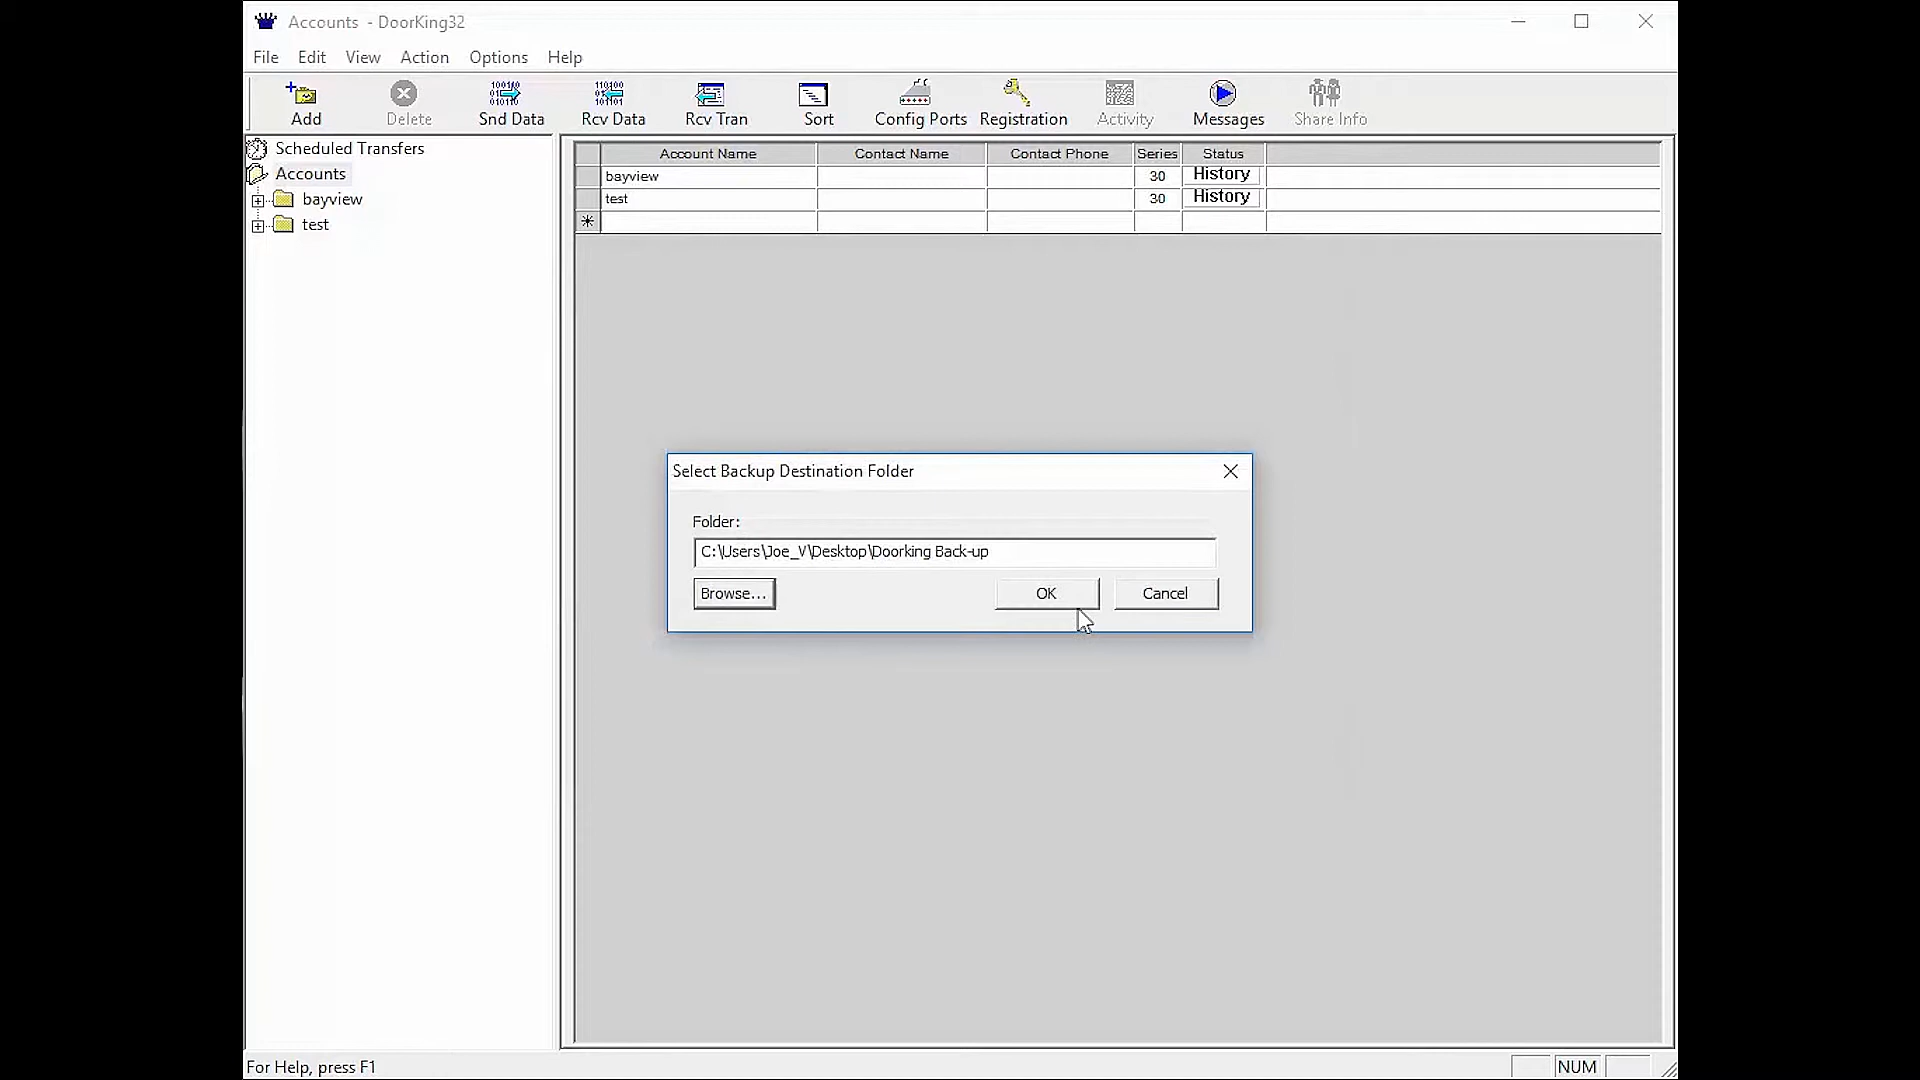 Accounts - DoorKing32
File Edit View Action Options Help
Add Delete Snd Data Rcv Data Rcv Tran Sort Config Ports Registration Activity Messages Share Info
Scheduled Transfers
Accounts
bayview
test
Account Name Contact Name Contact Phone Series Status
bayview 30 History
test 30 History
Select Backup Destination Folder
Folder:
C:\Users\Joe_V\Desktop\Doorking Back-up
Browse... OK Cancel
For Help, press F1 NUM